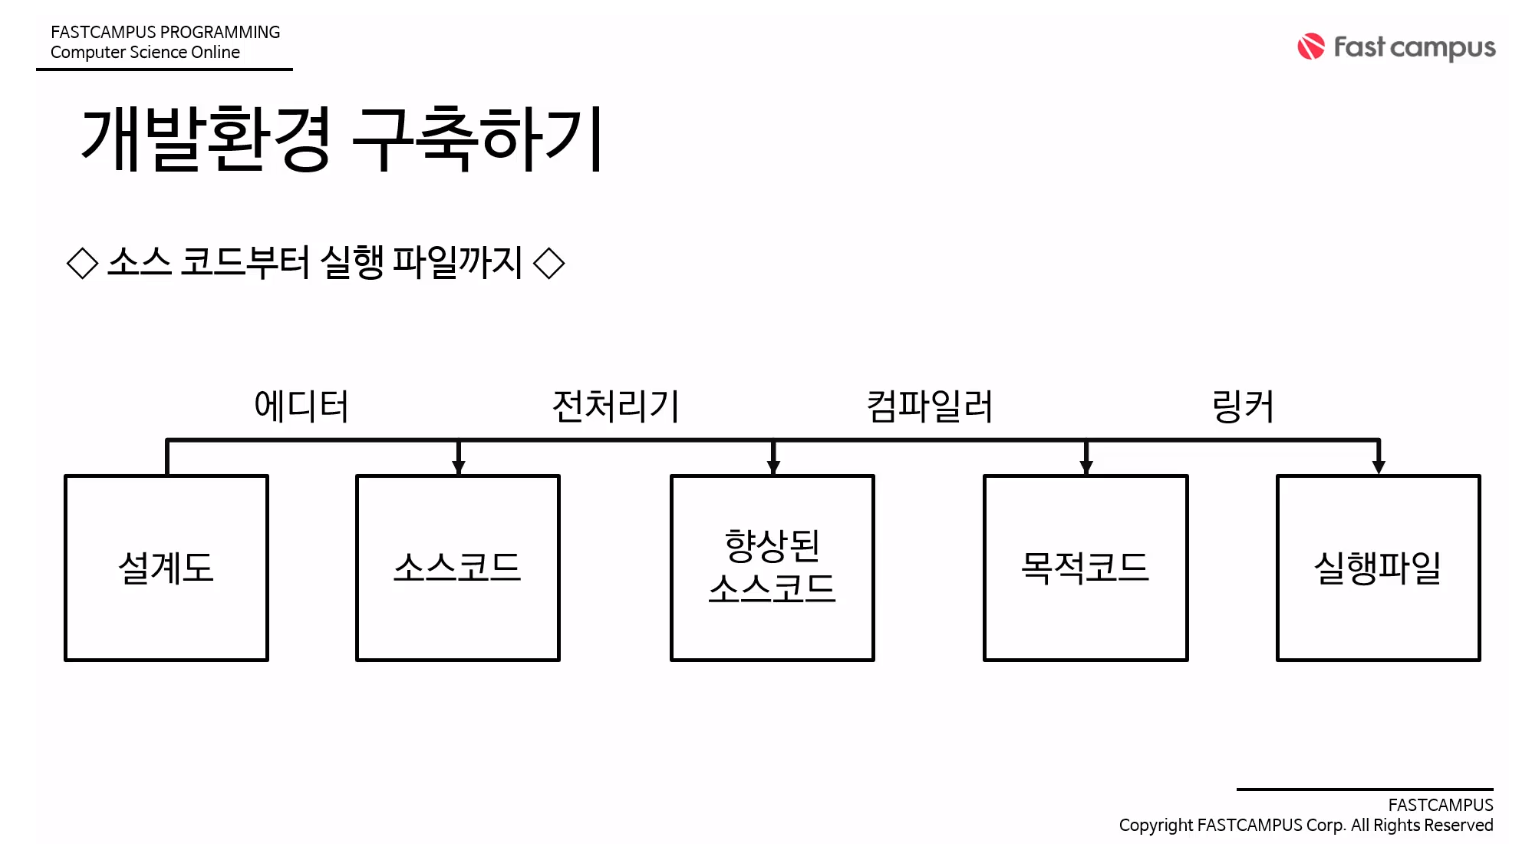 FASTCAMPUS PROGRAMMING
Computer Science Online
Fast campus
개발환경 구축하기
◇ 소스 코드부터 실행 파일까지 ◇
에디터
전처리기
컴파일러
링커
설계도
소스코드
향상된
소스코드
목적코드
실행파일
FASTCAMPUS
Copyright FASTCAMPUS Corp. All Rights Reserved